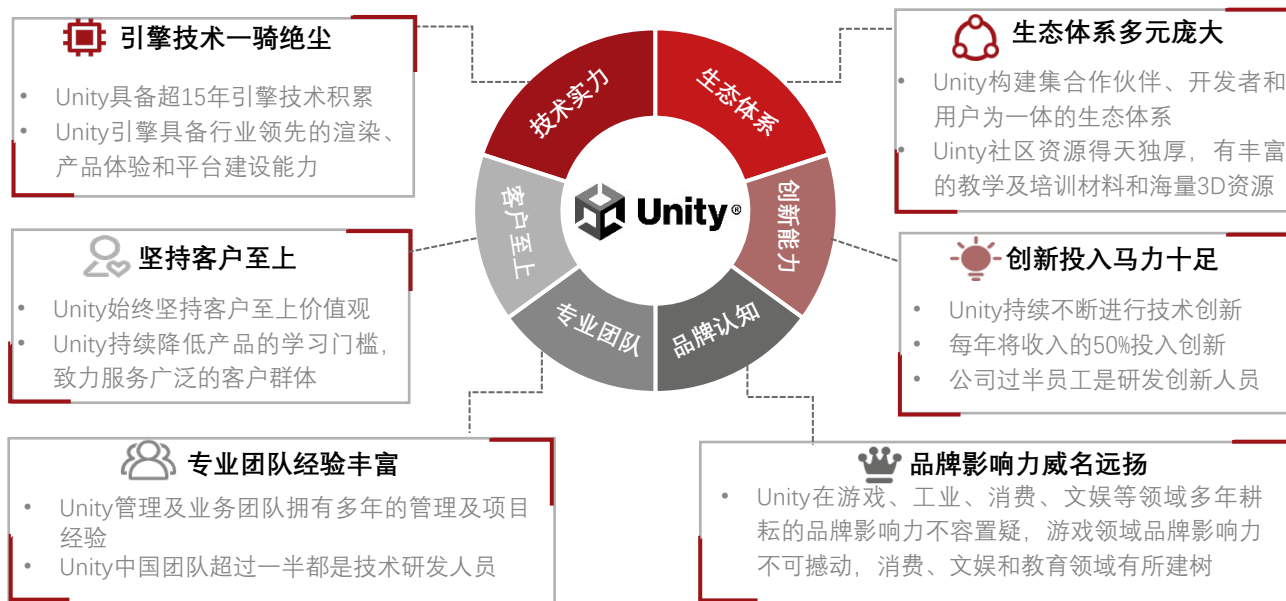 引擎技术一骑绝尘
• Unity具备超15年引擎技术积累
• Unity引擎具备行业领先的渲染、
产品体验和平台建设能力
坚持客户至上
• Unity始终坚持客户至上价值观
• Unity持续降低产品的学习门槛，
致力服务广泛的客户群体
专业团队经验丰富
• Unity管理及业务团队拥有多年的管理及项目
经验
• Unity中国团队超过一半都是技术研发人员
技术实力
生态体系
客户至上
Unity®
创新能力
专业团队
品牌认知
生态体系多元庞大
• Unity构建集合作伙伴、开发者和
用户为一体的生态体系
• Uinty社区资源得天独厚，有丰富
的教学及培训材料和海量3D资源
创新投入马力十足
• Unity持续不断进行技术创新
• 每年将收入的50%投入创新
• 公司过半员工是研发创新人员
品牌影响力威名远扬
• Unity在游戏、工业、消费、文娱等领域多年耕
耘的品牌影响力不容置疑，游戏领域品牌影响力
不可撼动，消费、文娱和教育领域有所建树